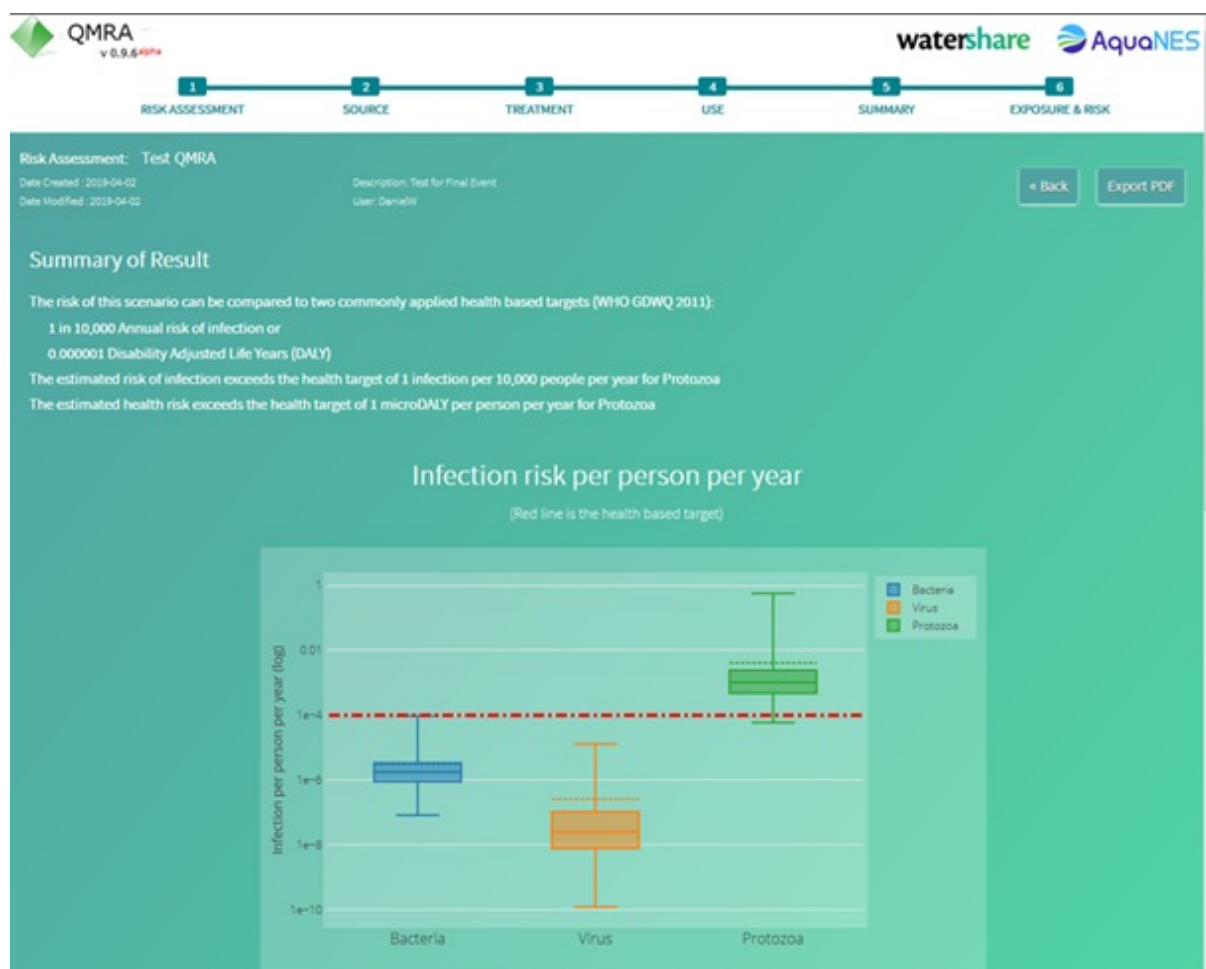 QMRA
v 0.9.6alpha
watershare
AquaNES
1 2 3 4 5 6
RISK ASSESSMENT SOURCE TREATMENT USE SUMMARY EXPOSURE & RISK
Risk Assessment: Test QMRA
Date Created : 2019-04-02 Description: Test for Final Event
Date Modified : 2019-04-02 User: DanielW
« Back Export PDF
Summary of Result
The risk of this scenario can be compared to two commonly applied health based targets (WHO GDWQ 2011):
1 in 10,000 Annual risk of infection or
0.000001 Disability Adjusted Life Years (DALY)
The estimated risk of infection exceeds the health target of 1 infection per 10,000 people per year for Protozoa
The estimated health risk exceeds the health target of 1 microDALY per person per year for Protozoa
Infection risk per person per year
(Red line is the health based target)
Infection per person per year (log)
1
0.01
1e-4
1e-6
1e-8
1e-10
Bacteria Virus Protozoa
Bacteria
Virus
Protozoa